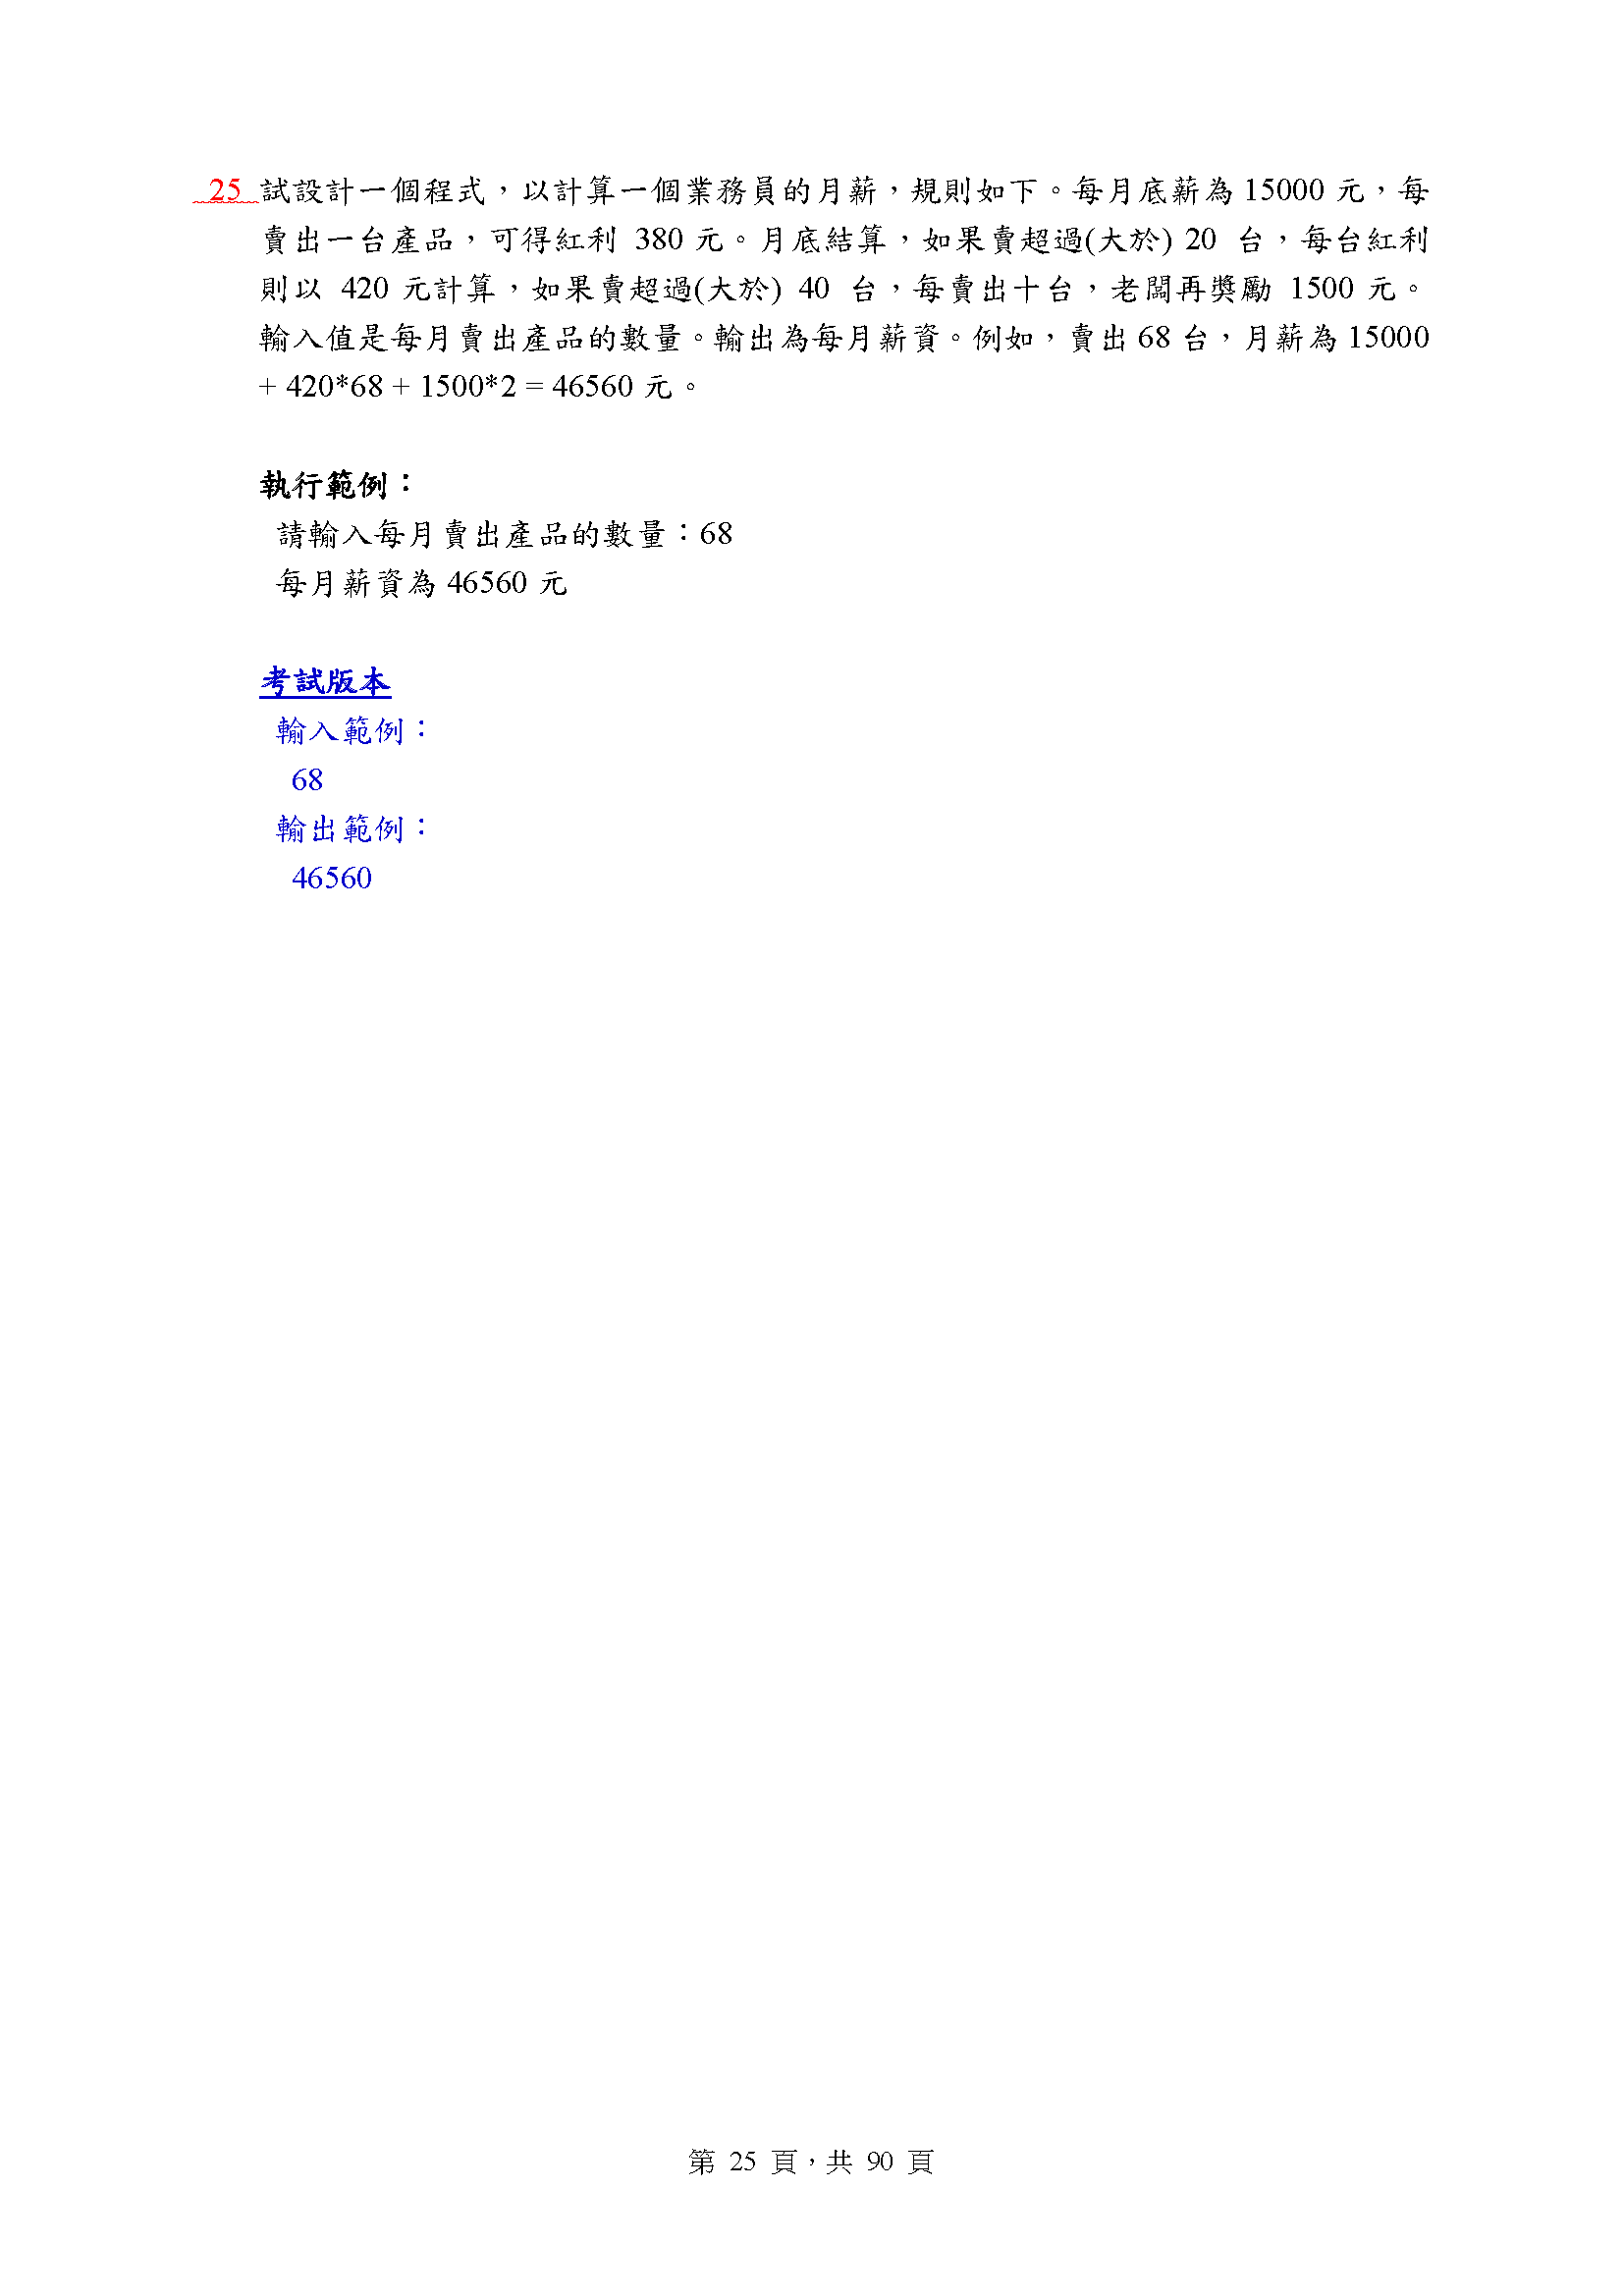 25 試設計一個程式，以計算一個業務員的月薪，規則如下。每月底薪為 15000 元，每
賣出一台產品，可得紅利 380 元。月底結算，如果賣超過(大於) 20 台，每台紅利
則以 420 元計算，如果賣超過(大於) 40 台，每賣出十台，老闆再獎勵 1500 元。
輸入值是每月賣出產品的數量。輸出為每月薪資。例如，賣出 68 台，月薪為 15000
+ 420*68 + 1500*2 = 46560 元。
執行範例：
請輸入每月賣出產品的數量：68
每月薪資為 46560 元
考試版本
輸入範例：
68
輸出範例：
46560
第 25 頁，共 90 頁